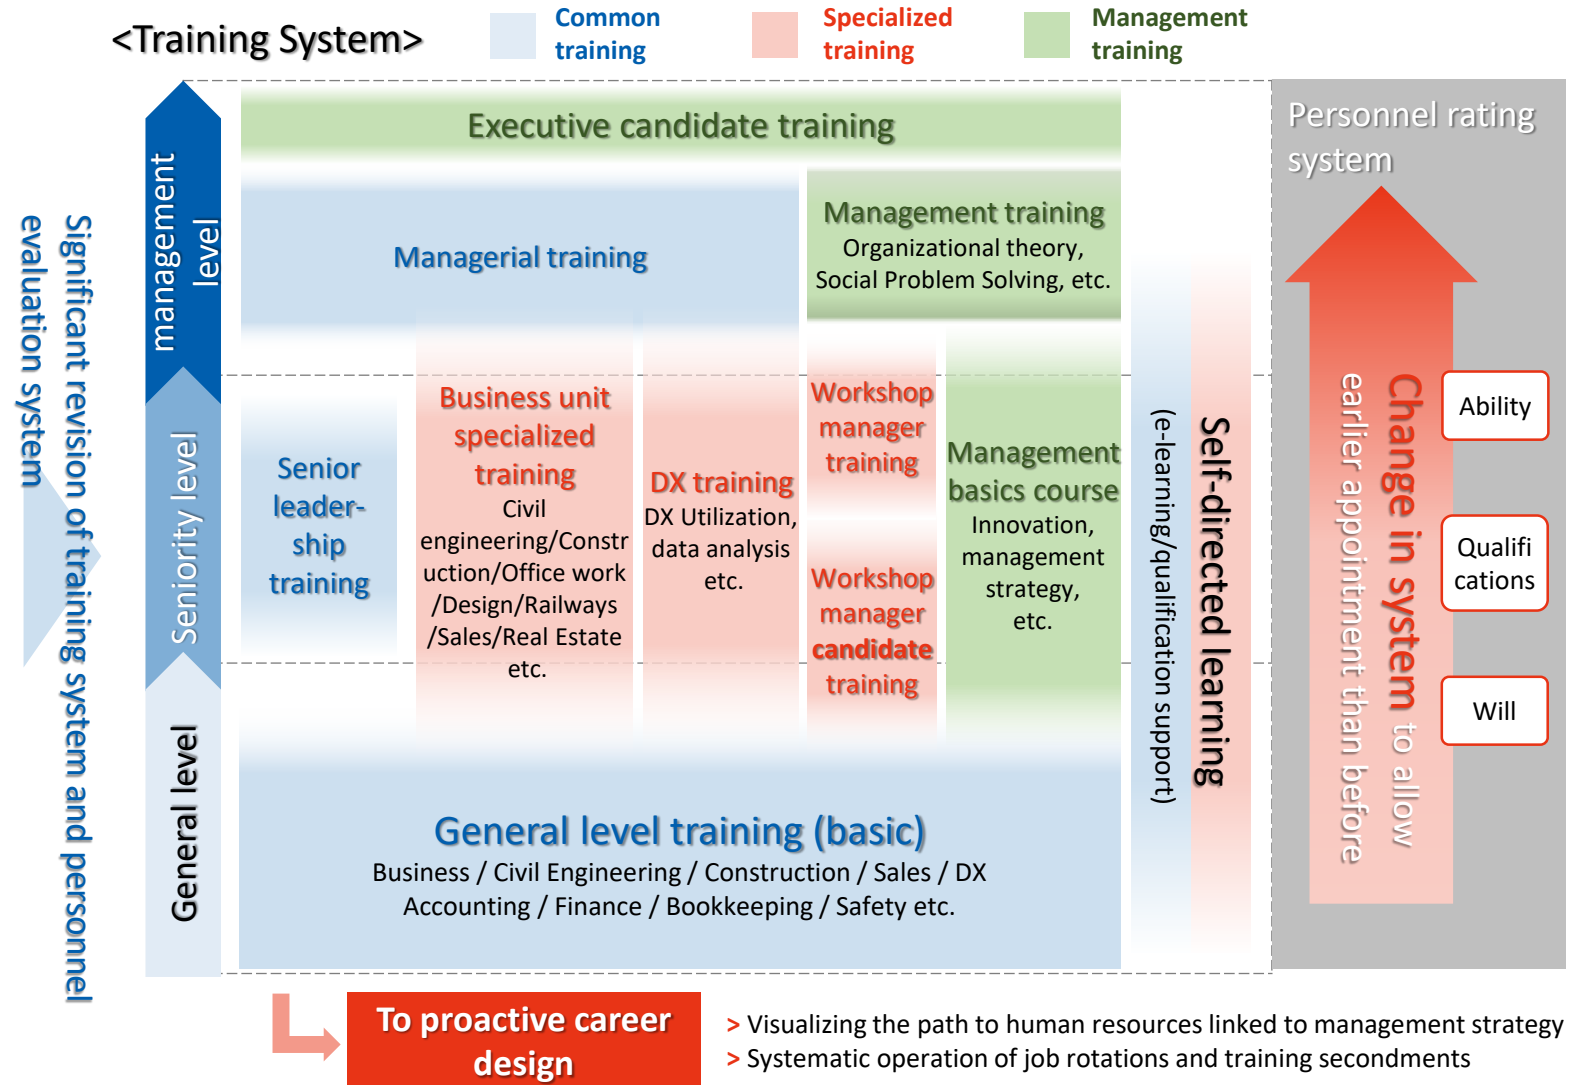 <Training System>
Common
training
Specialized
training
Management
training
Significant revision of training system and personnel
evaluation system
management
level
Seniority level
General level
Executive candidate training
Managerial training
Management training
Organizational theory,
Social Problem Solving, etc.
Senior
leader-
ship
training
Business unit
specialized
training
Civil
engineering/Constr
uction/Office work
/Design/Railways
/Sales/Real Estate
etc.
DX training
DX Utilization,
data analysis
etc.
Workshop
manager
training
Workshop
manager
candidate
training
Management
basics course
Innovation,
management
strategy,
etc.
General level training (basic)
Business / Civil Engineering / Construction / Sales / DX
Accounting / Finance / Bookkeeping / Safety etc.
Self-directed learning
(e-learning/qualification support)
Personnel rating
system
Change in system to allow
earlier appointment than before
Ability
Qualifi
cations
Will
To proactive career
design
> Visualizing the path to human resources linked to management strategy
> Systematic operation of job rotations and training secondments